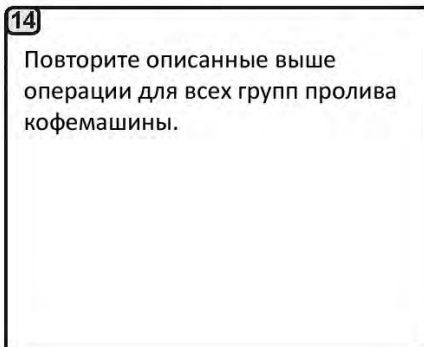 14
Повторите описанные выше
операции для всех групп пролива
кофемашины.